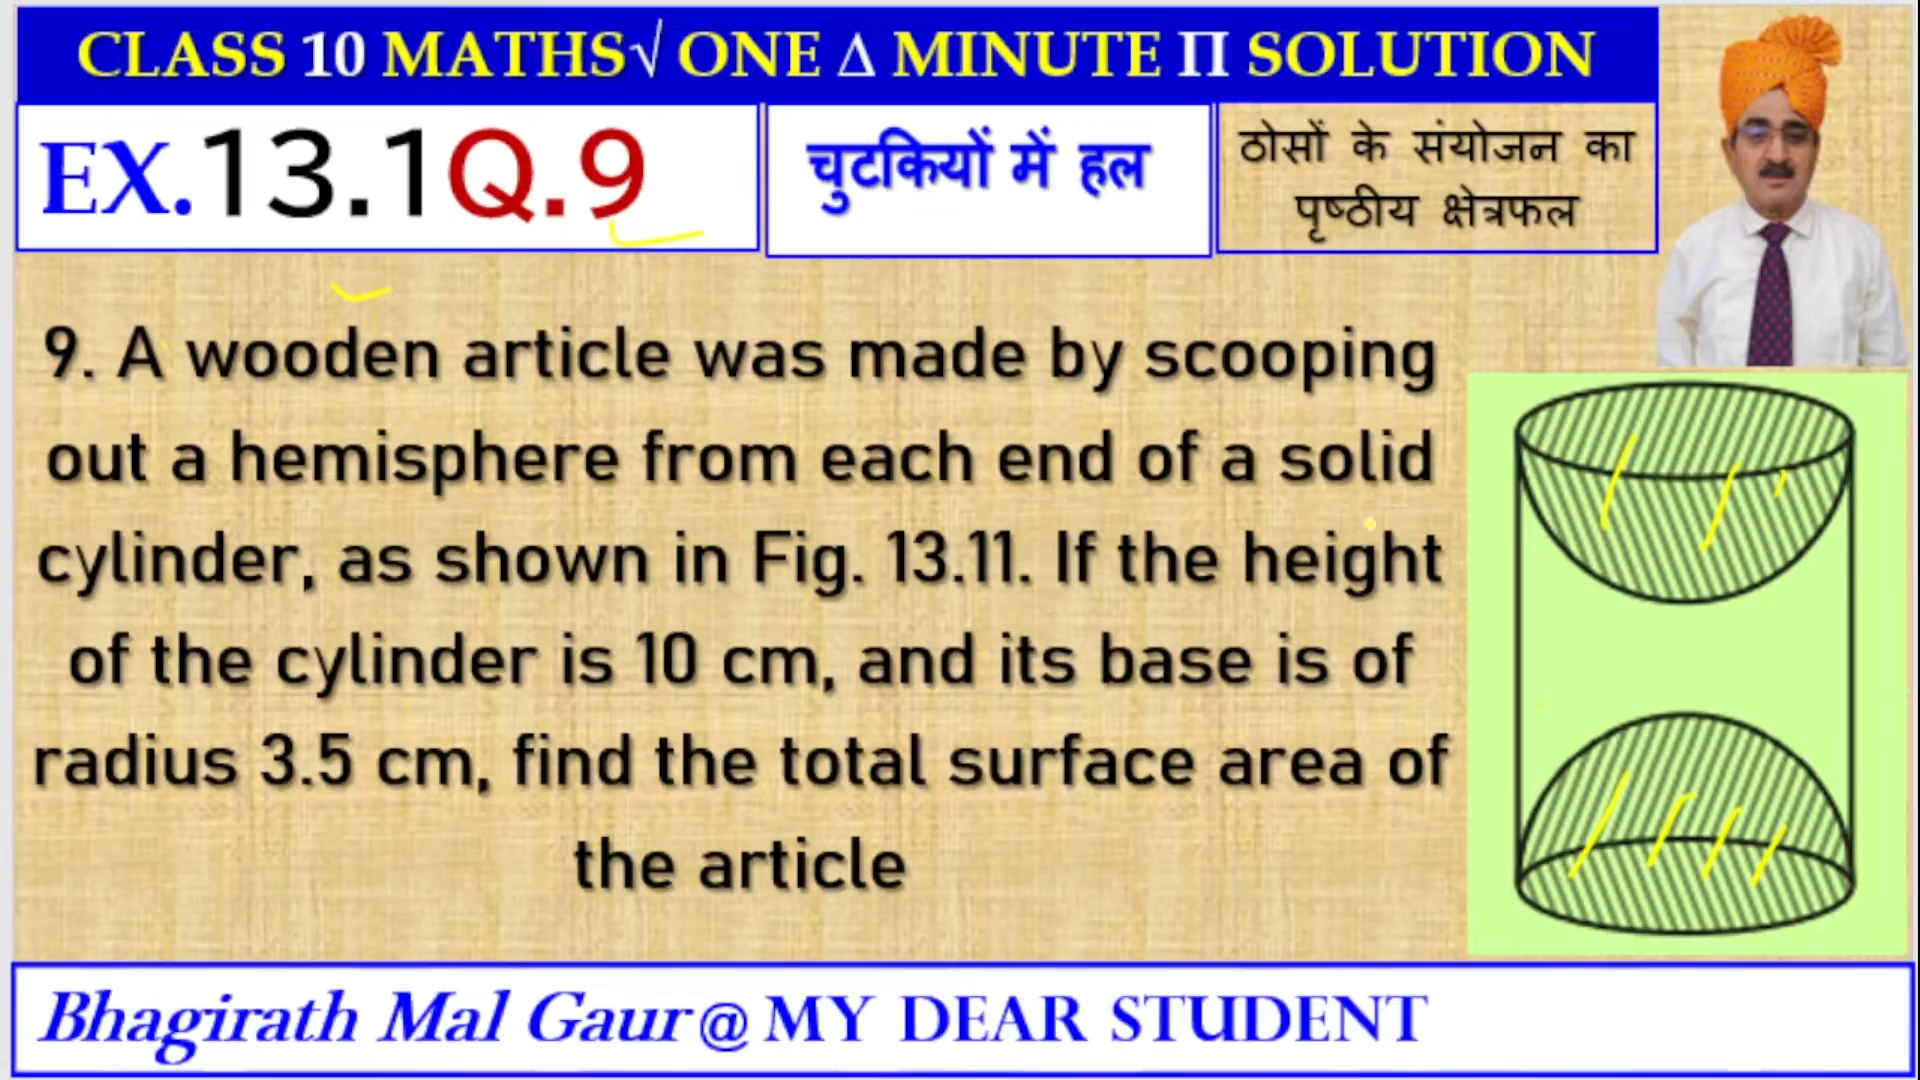 CLASS 10 MATHS√ ONE Δ MINUTE Π SOLUTION
EX.13.1Q.9
चुटकियों में हल
ठोसों के संयोजन का
पृष्ठीय क्षेत्रफल
9. A wooden article was made by scooping
out a hemisphere from each end of a solid
cylinder, as shown in Fig. 13.11. If the height
of the cylinder is 10 cm, and its base is of
radius 3.5 cm, find the total surface area of
the article
Bhagirath Mal Gaur@MY DEAR STUDENT